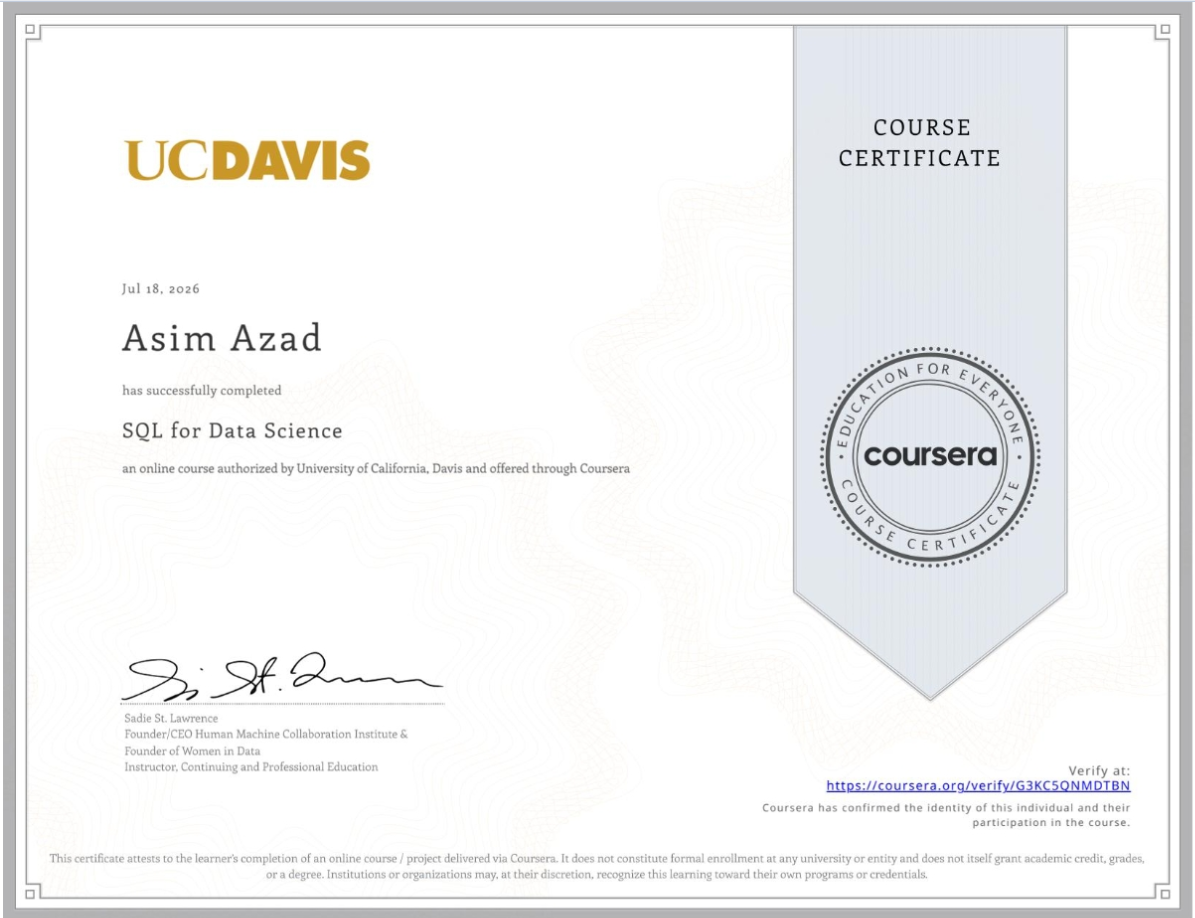 UCDAVIS
COURSE
CERTIFICATE
Jul 18, 2026
Asim Azad
has successfully completed
SQL for Data Science
an online course authorized by University of California, Davis and offered through Coursera
EDUCATION FOR EVERYONE
coursera
COURSE CERTIFICATE
Sadie St. Lawrence
Founder/CEO Human Machine Collaboration Institute &
Founder of Women in Data
Instructor, Continuing and Professional Education
Verify at:
https://coursera.org/verify/G3KC5QNMDTBN
Coursera has confirmed the identity of this individual and their
participation in the course.
This certificate attests to the learner's completion of an online course / project delivered via Coursera. It does not constitute formal enrollment at any university or entity and does not itself grant academic credit, grades,
or a degree. Institutions or organizations may, at their discretion, recognize this learning toward their own programs or credentials.